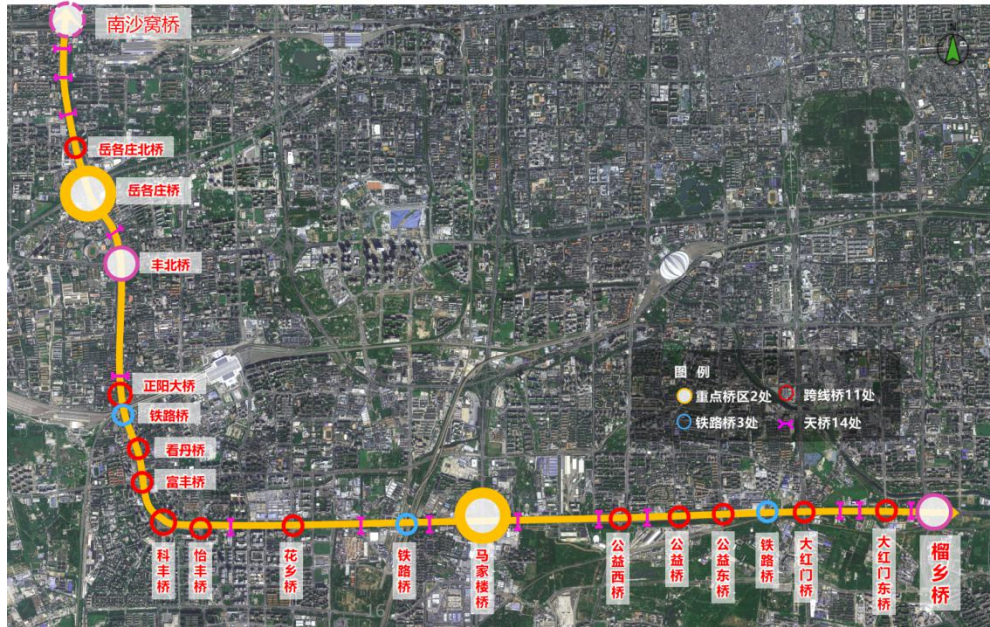 南沙窝桥
岳各庄北桥
岳各庄桥
丰北桥
正阳大桥
铁路桥
看丹桥
富丰桥
科丰桥
怡丰桥
花乡桥
铁路桥
马家楼桥
公益西桥
公益桥
公益东桥
铁路桥
大红门桥
大红门东桥
榴乡桥
图 例
重点桥区2处
跨线桥11处
铁路桥3处
天桥14处